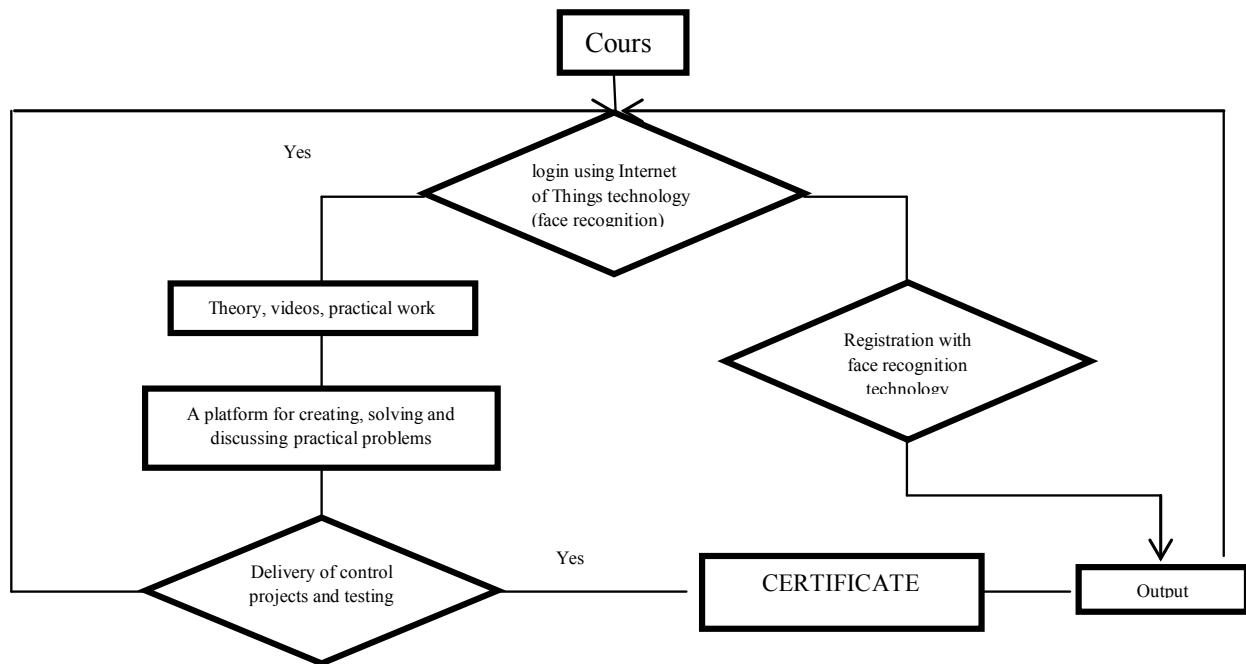 Cours
Yes
login using Internet
of Things technology
(face recognition)
Theory, videos, practical work
Registration with
face recognition
technology
A platform for creating, solving and
discussing practical problems
Delivery of control
projects and testing
Yes
CERTIFICATE
Output